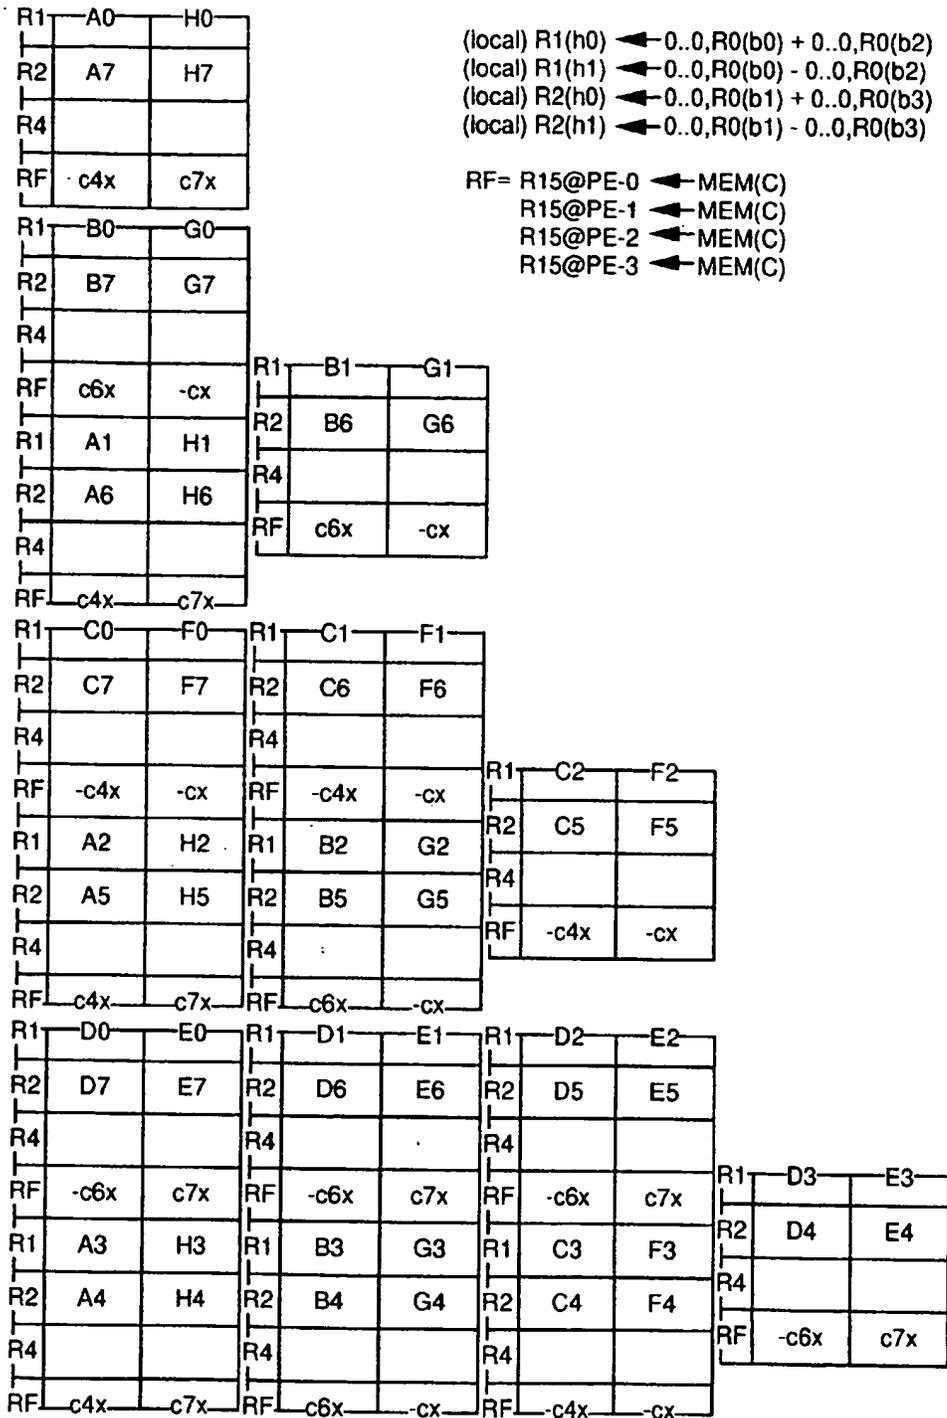 R1 A0 H0
R2 A7 H7
R4
RF c4x c7x
(local) R1(h0) ◄ 0..0,R0(b0) + 0..0,R0(b2)
(local) R1(h1) ◄ 0..0,R0(b0) - 0..0,R0(b2)
(local) R2(h0) ◄ 0..0,R0(b1) + 0..0,R0(b3)
(local) R2(h1) ◄ 0..0,R0(b1) - 0..0,R0(b3)
RF= R15@PE-0 ◄ MEM(C)
R15@PE-1 ◄ MEM(C)
R15@PE-2 ◄ MEM(C)
R15@PE-3 ◄ MEM(C)
R1 B0 G0
R2 B7 G7
R4
RF c6x -cx
R1 A1 H1
R2 A6 H6
R4
RF c4x c7x
R1 B1 G1
R2 B6 G6
R4
RF c6x -cx
R1 C0 F0
R2 C7 F7
R4
RF -c4x -cx
R1 A2 H2
R2 A5 H5
R4
RF c4x c7x
R1 C1 F1
R2 C6 F6
R4
RF -c4x -cx
R1 B2 G2
R2 B5 G5
R4
RF c6x -cx
R1 C2 F2
R2 C5 F5
R4
RF -c4x -cx
R1 D0 E0
R2 D7 E7
R4
RF -c6x c7x
R1 A3 H3
R2 A4 H4
R4
RF c4x c7x
R1 D1 E1
R2 D6 E6
R4
RF -c6x c7x
R1 B3 G3
R2 B4 G4
R4
RF c6x -cx
R1 D2 E2
R2 D5 E5
R4
RF -c6x c7x
R1 C3 F3
R2 C4 F4
R4
RF -c4x -cx
R1 D3 E3
R2 D4 E4
R4
RF -c6x c7x